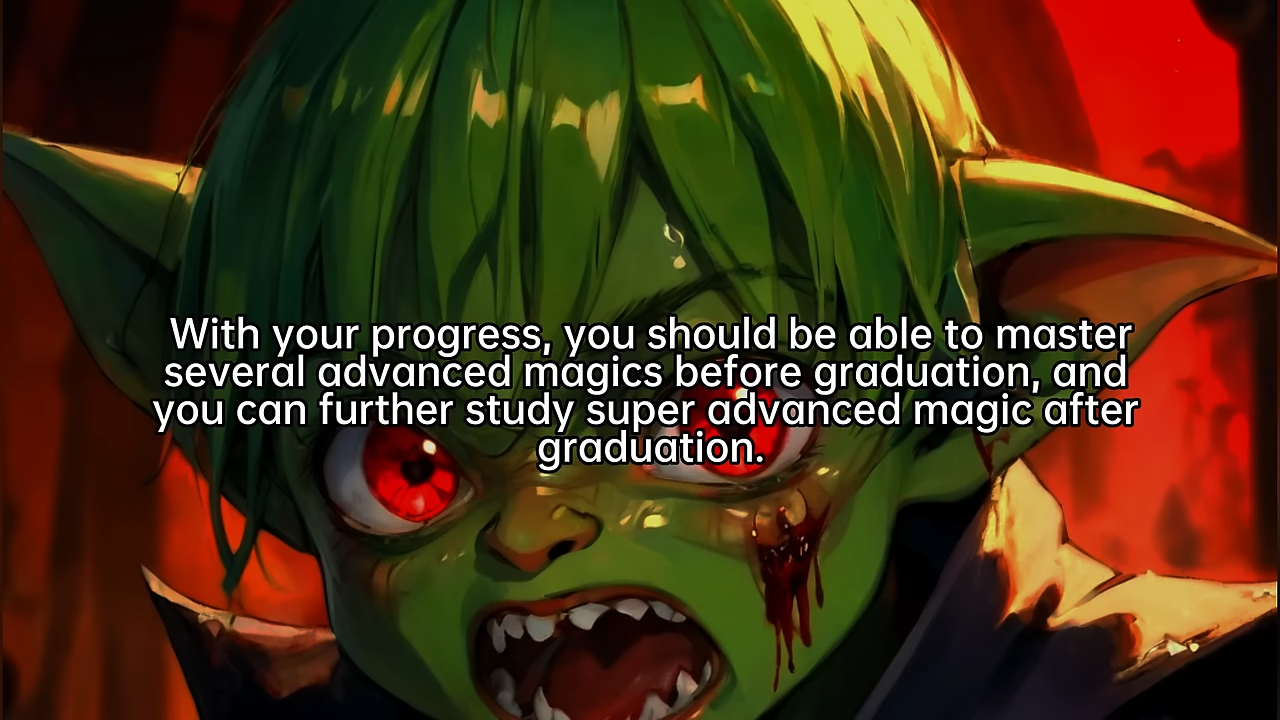 With your progress, you should be able to master
several advanced magics before graduation, and
you can further study super advanced magic after
graduation.